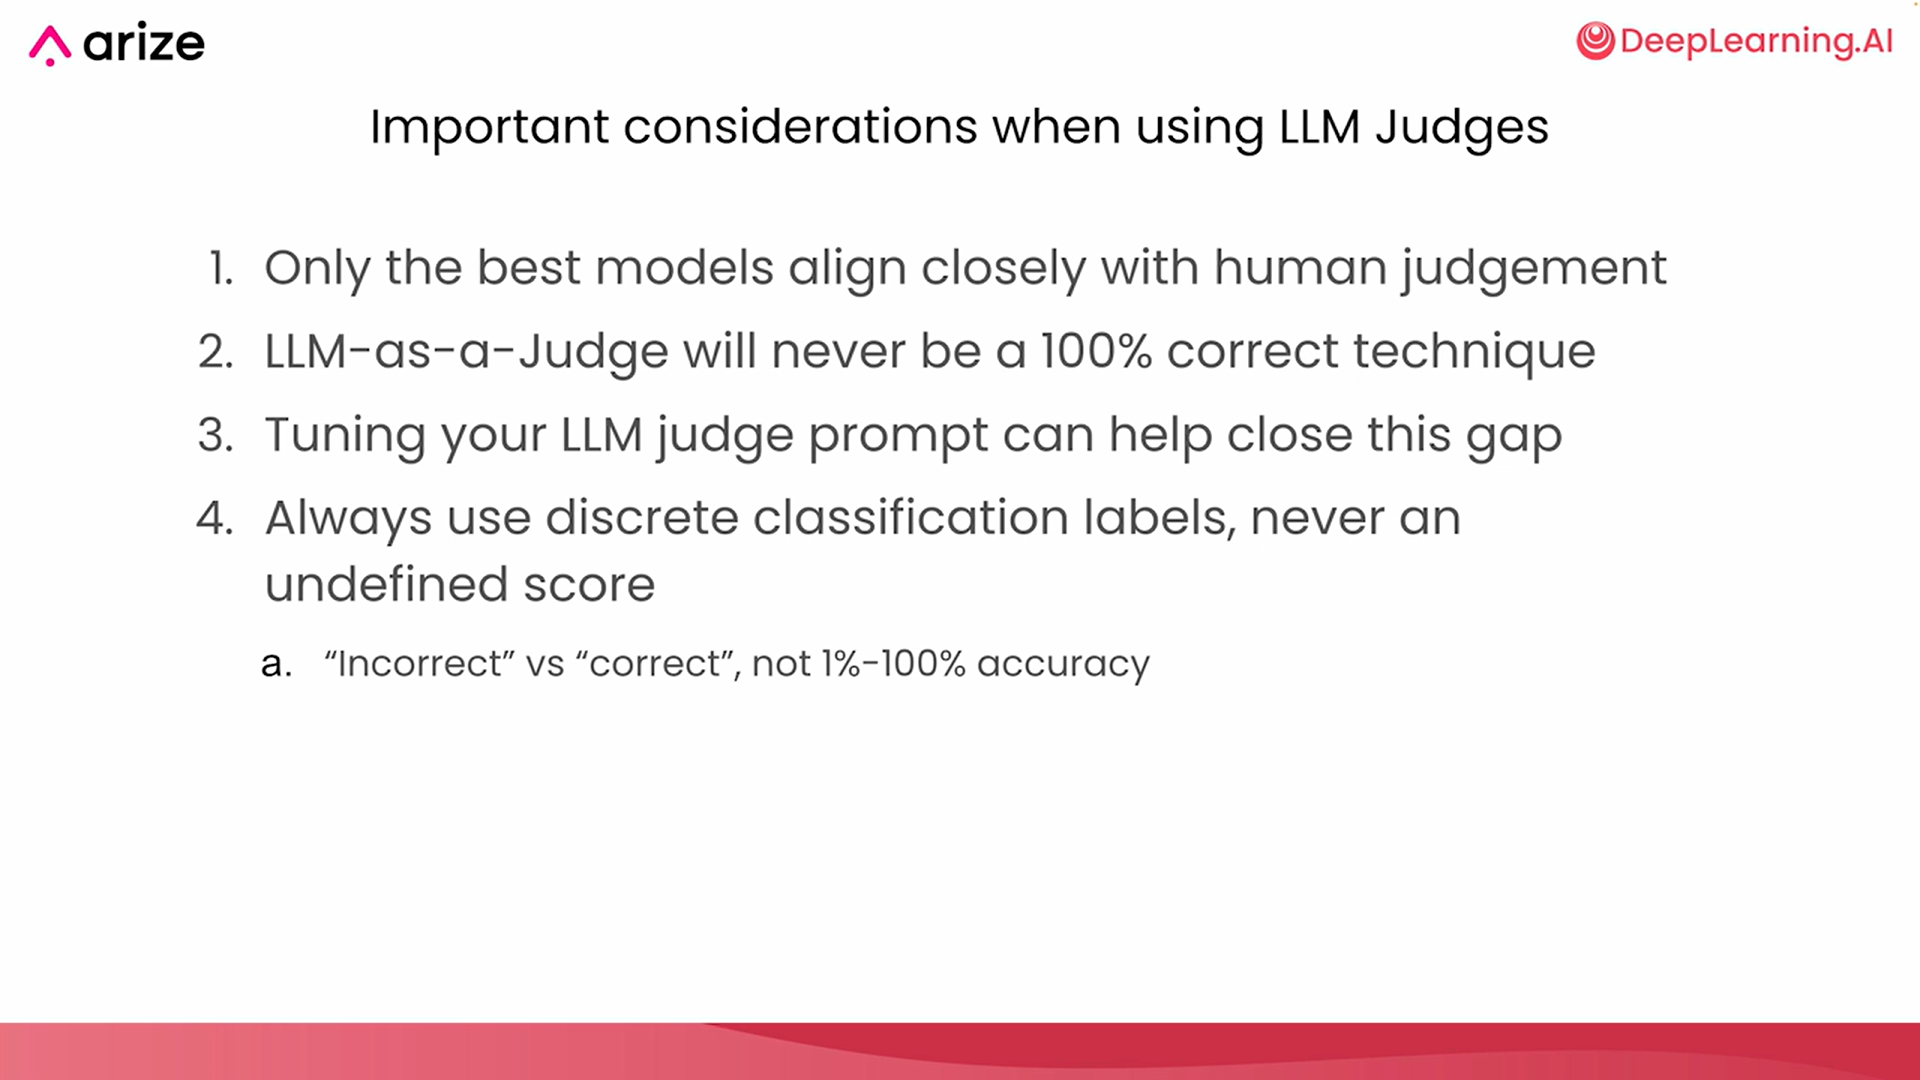 arize
DeepLearning.AI
Important considerations when using LLM Judges
1. Only the best models align closely with human judgement
2. LLM-as-a-Judge will never be a 100% correct technique
3. Tuning your LLM judge prompt can help close this gap
4. Always use discrete classification labels, never an
undefined score
a. “Incorrect” vs “correct”, not 1%-100% accuracy